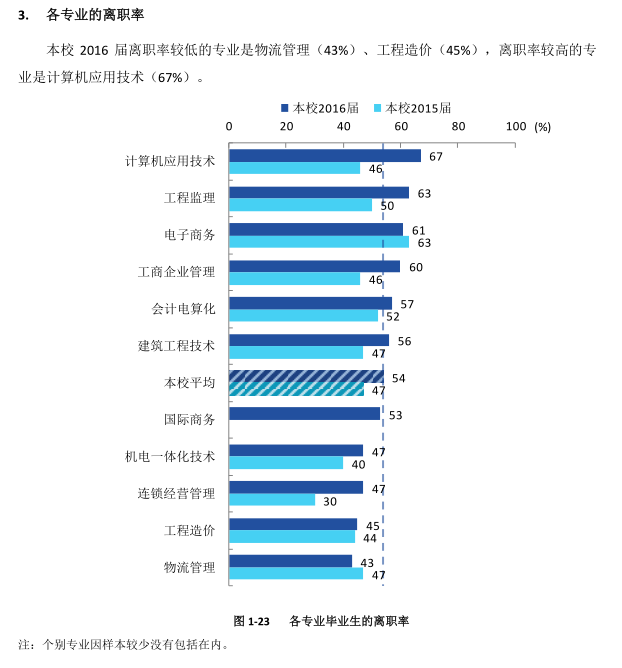 3. 各专业的离职率
本校 2016 届离职率较低的专业是物流管理（43%）、工程造价（45%），离职率较高的专
业是计算机应用技术（67%）。
本校2016届 本校2015届
0 20 40 60 80 100 (%)
计算机应用技术 67
46
工程监理 63
50
电子商务 61
63
工商企业管理 60
46
会计电算化 57
52
建筑工程技术 56
47
本校平均 54
47
国际商务 53
机电一体化技术 47
40
连锁经营管理 47
30
工程造价 45
44
物流管理 43
47
图 1-23 各专业毕业生的离职率
注：个别专业因样本较少没有包括在内。